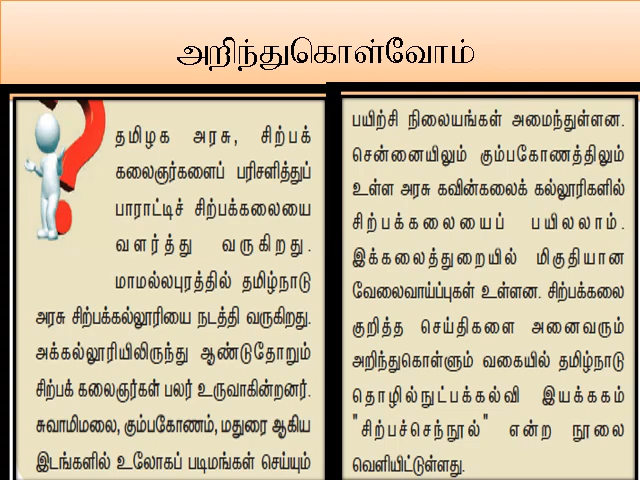 அறிந்துகொள்வோம்
தமிழக அரசு, சிற்பக்
கலைஞர்களைப் பரிசளித்துப்
பாராட்டிச் சிற்பக்கலையை
வளர்த்து வருகிறது.
மாமல்லபுரத்தில் தமிழ்நாடு
அரசு சிற்பக்கல்லூரியை நடத்தி வருகிறது.
அக்கல்லூரியிலிருந்து ஆண்டுதோறும்
சிற்பக் கலைஞர்கள் பலர் உருவாகின்றனர்.
சுவாமிமலை, கும்பகோணம், மதுரை ஆகிய
இடங்களில் உலோகப் படிமங்கள் செய்யும்
பயிற்சி நிலையங்கள் அமைந்துள்ளன.
சென்னையிலும் கும்பகோணத்திலும்
உள்ள அரசு கவின்கலைக் கல்லூரிகளில்
சிற்பக்கலையைப் பயிலலாம்.
இக்கலைத்துறையில் மிகுதியான
வேலைவாய்ப்புகள் உள்ளன. சிற்பக்கலை
குறித்த செய்திகளை அனைவரும்
அறிந்துகொள்ளும் வகையில் தமிழ்நாடு
தொழில்நுட்பக்கல்வி இயக்ககம்
"சிற்பச்செந்நூல்" என்ற நூலை
வெளியிட்டுள்ளது.